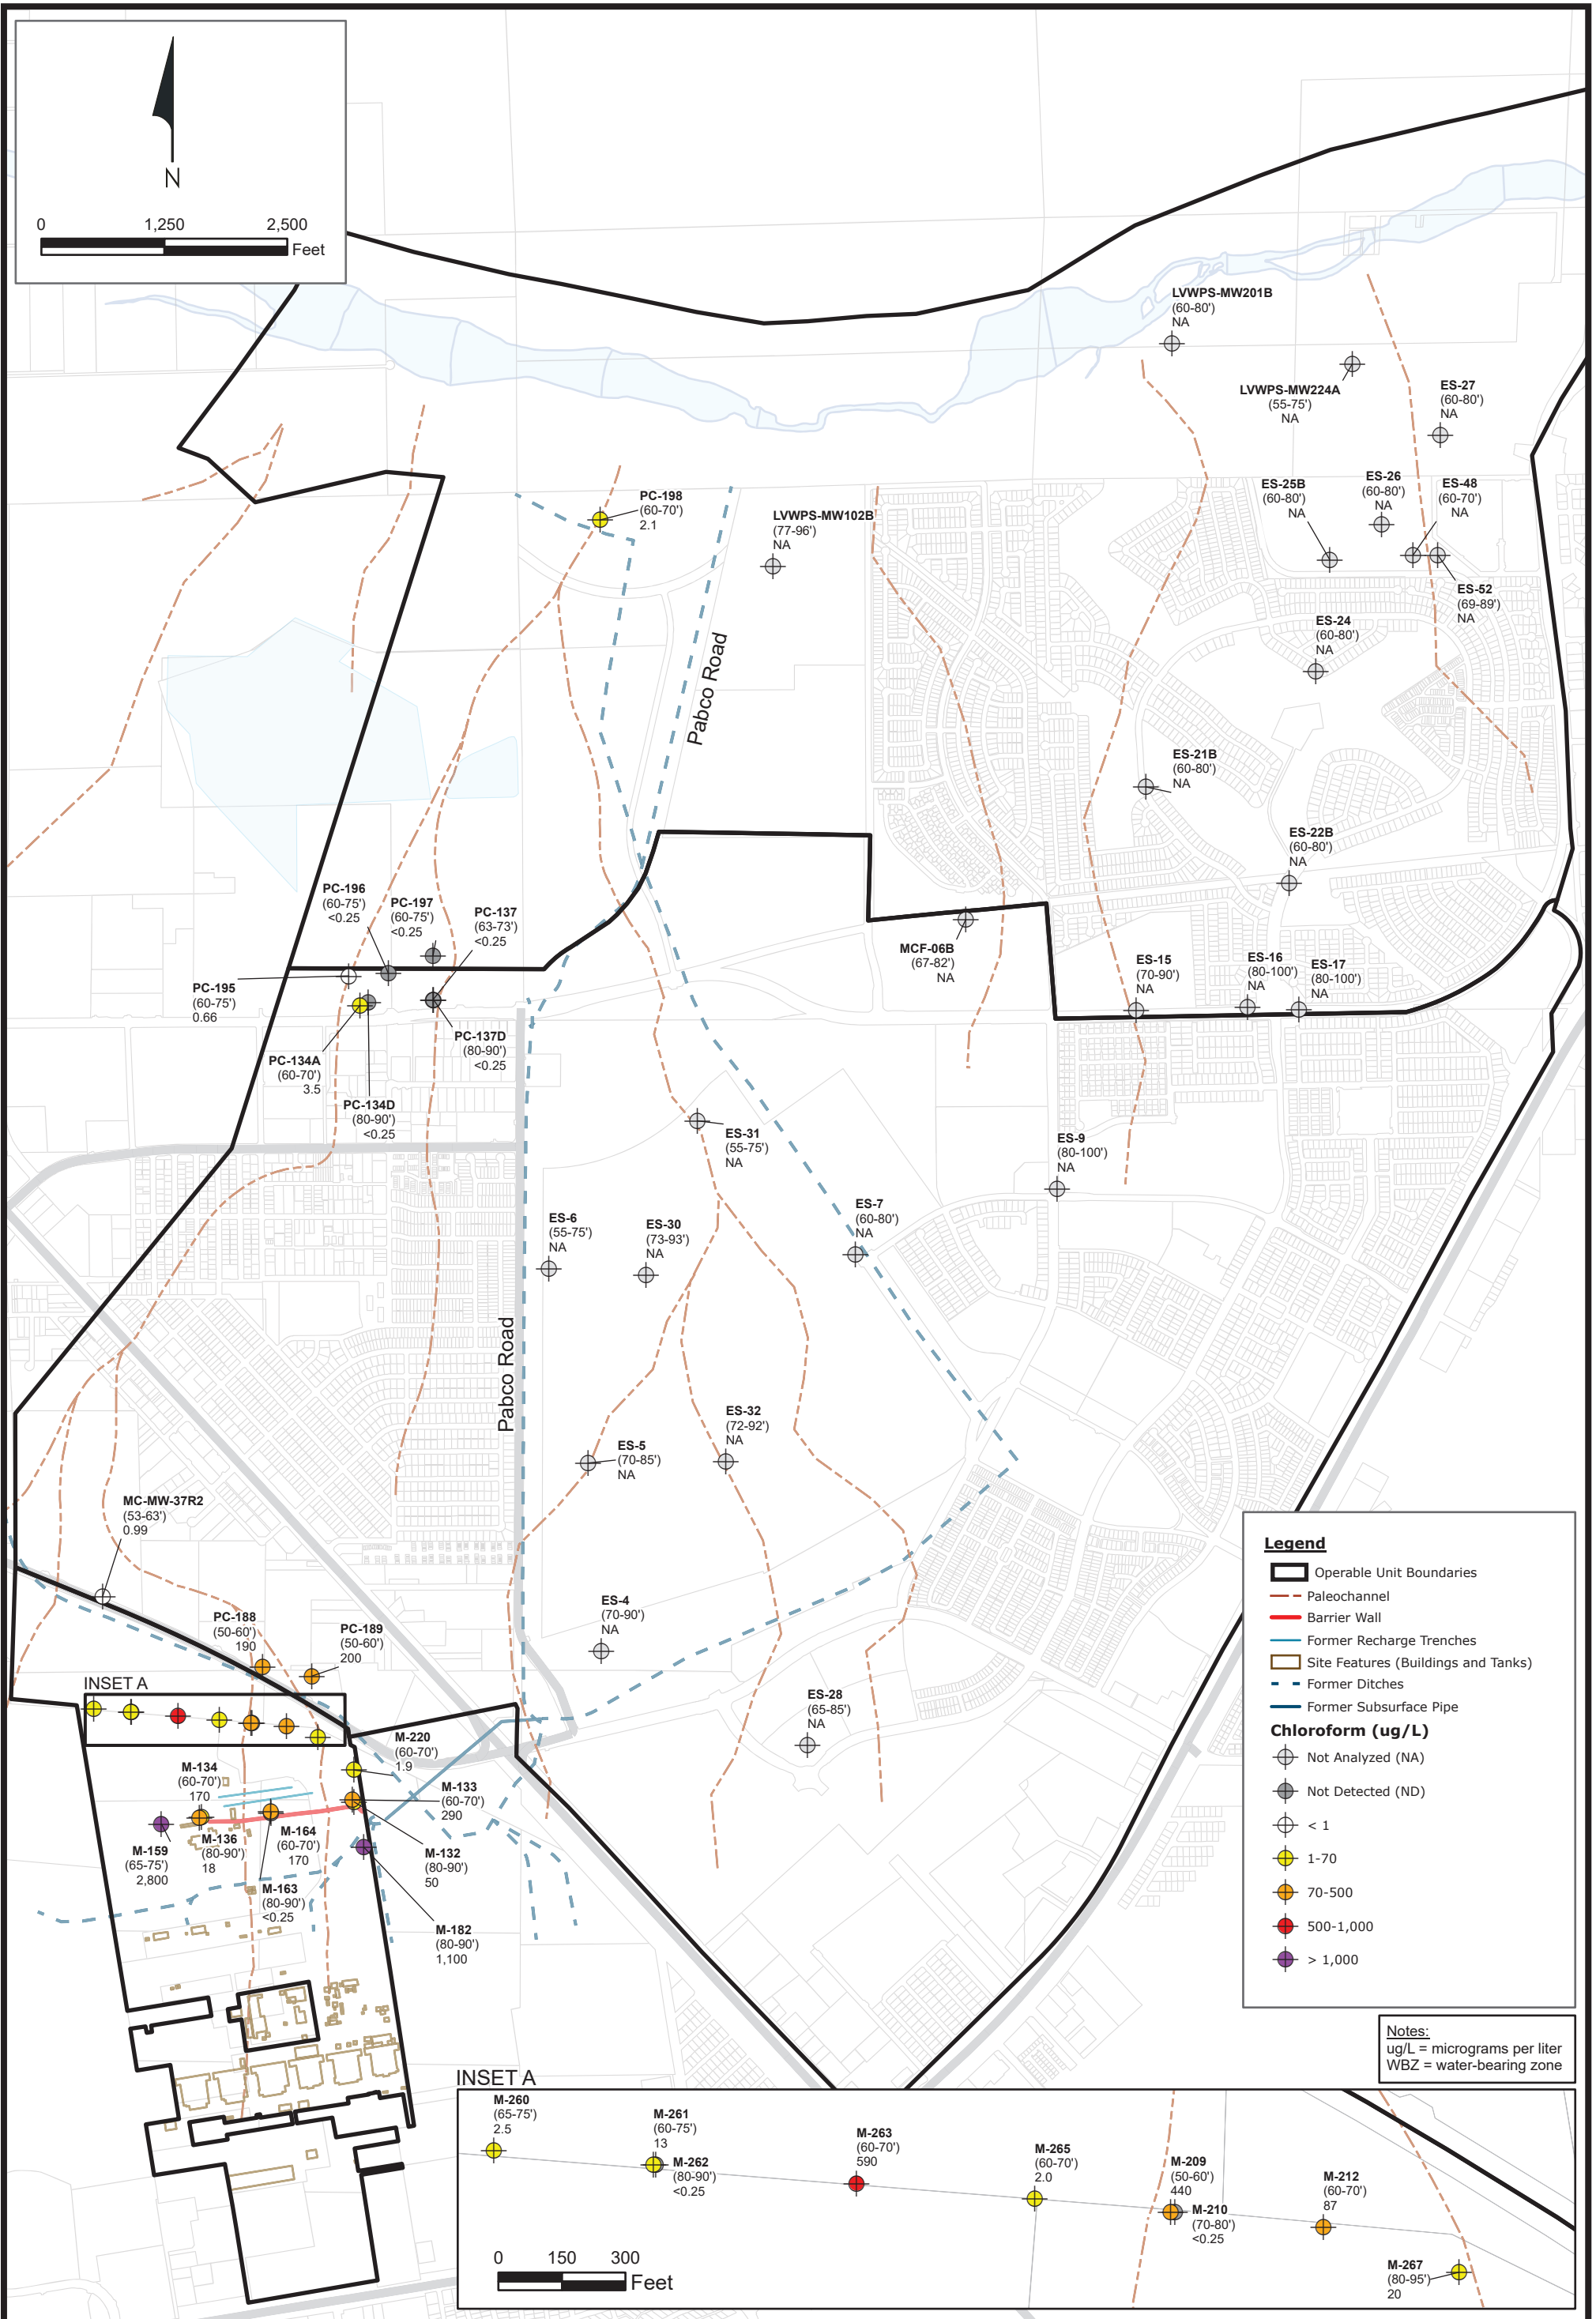 N
0 1,250 2,500
Feet
LVWPS-MW201B
(60-80')
NA
LVWPS-MW224A
(55-75')
NA
ES-27
(60-80')
NA
ES-25B
(60-80')
NA
ES-26
(60-80')
NA
ES-48
(60-70')
NA
PC-198
(60-70')
2.1
LVWPS-MW102B
(77-96')
NA
ES-52
(69-89')
NA
ES-24
(60-80')
NA
Pabco Road
ES-21B
(60-80')
NA
ES-22B
(60-80')
NA
PC-196
(60-75')
<0.25
PC-197
(60-75')
<0.25
PC-137
(63-73')
<0.25
MCF-06B
(67-82')
NA
ES-15
(70-90')
NA
ES-16
(80-100')
NA
ES-17
(80-100')
NA
PC-195
(60-75')
0.66
PC-137D
(80-90')
<0.25
PC-134A
(60-70')
3.5
PC-134D
(80-90')
<0.25
ES-31
(55-75')
NA
ES-9
(80-100')
NA
ES-6
(55-75')
NA
ES-30
(73-93')
NA
ES-7
(60-80')
NA
Pabco Road
ES-32
(72-92')
NA
ES-5
(70-85')
NA
MC-MW-37R2
(53-63')
0.99
ES-4
(70-90')
NA
PC-188
(50-60')
190
PC-189
(50-60')
200
INSET A
ES-28
(65-85')
NA
M-220
(60-70')
1.9
M-134
(60-70')
170
M-133
(60-70')
290
M-159
(65-75')
2,800
M-136
(80-90')
18
M-164
(60-70')
170
M-132
(80-90')
50
M-163
(80-90')
<0.25
M-182
(80-90')
1,100
Legend
Operable Unit Boundaries
Paleochannel
Barrier Wall
Former Recharge Trenches
Site Features (Buildings and Tanks)
Former Ditches
Former Subsurface Pipe
Chloroform (ug/L)
Not Analyzed (NA)
Not Detected (ND)
< 1
1-70
70-500
500-1,000
> 1,000
Notes:
ug/L = micrograms per liter
WBZ = water-bearing zone
INSET A
M-260
(65-75')
2.5
M-261
(60-75')
13
M-262
(80-90')
<0.25
M-263
(60-70')
590
M-265
(60-70')
2.0
M-209
(50-60')
440
M-210
(70-80')
<0.25
M-212
(60-70')
87
M-267
(80-95')
20
0 150 300
Feet